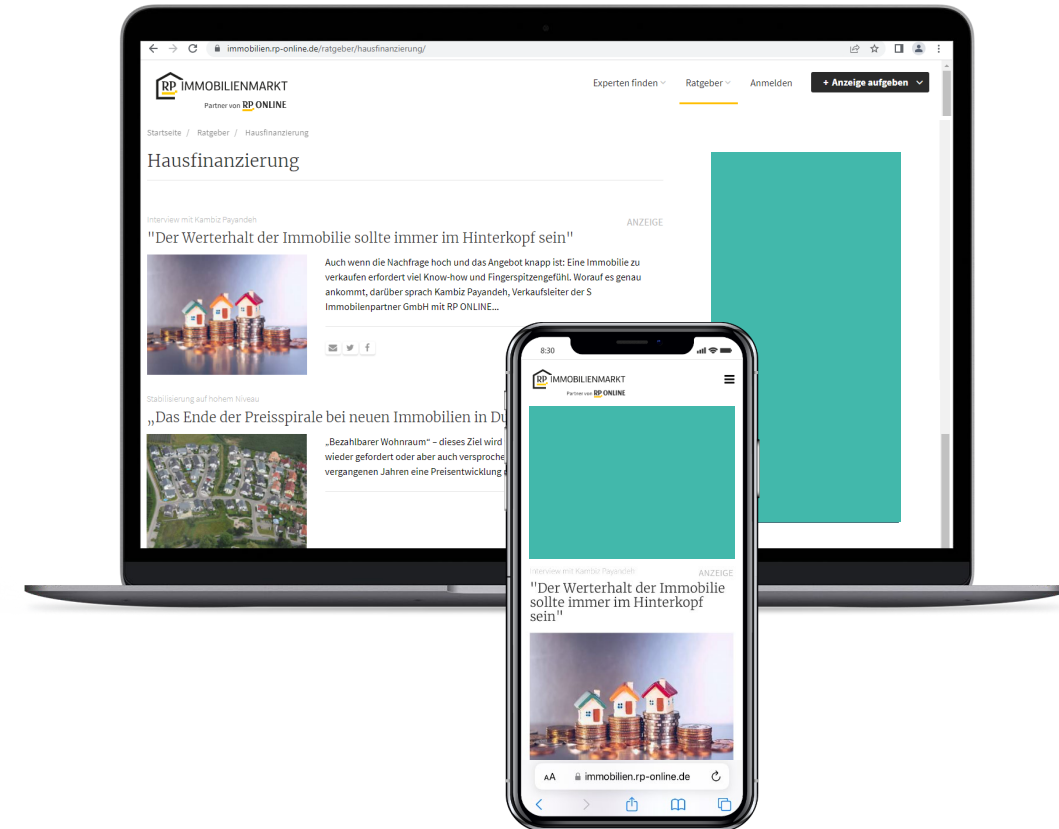 immobilien.rp-online.de/ratgeber/hausfinanzierung/
RP IMMOBILIENMARKT
Partner von RP ONLINE
Experten finden
Ratgeber
Anmelden
+ Anzeige aufgeben
Startseite / Ratgeber / Hausfinanzierung
Hausfinanzierung
Interview mit Kambiz Payandeh
ANZEIGE
"Der Werterhalt der Immobilie sollte immer im Hinterkopf sein"
Auch wenn die Nachfrage hoch und das Angebot knapp ist: Eine Immobilie zu
verkaufen erfordert viel Know-how und Fingerspitzengefühl. Worauf es genau
ankommt, darüber sprach Kambiz Payandeh, Verkaufsleiter der S
Immobilenpartner GmbH mit RP ONLINE...
Stabilisierung auf hohem Niveau
„Das Ende der Preisspirale bei neuen Immobilien in Du
„Bezahlbarer Wohnraum“ – dieses Ziel wird
wieder gefordert oder aber auch versproche
vergangenen Jahren eine Preisentwicklung
8:30
RP IMMOBILIENMARKT
Partner von RP ONLINE
Interview mit Kambiz Payandeh
ANZEIGE
"Der Werterhalt der Immobilie
sollte immer im Hinterkopf
sein"
AA immobilien.rp-online.de